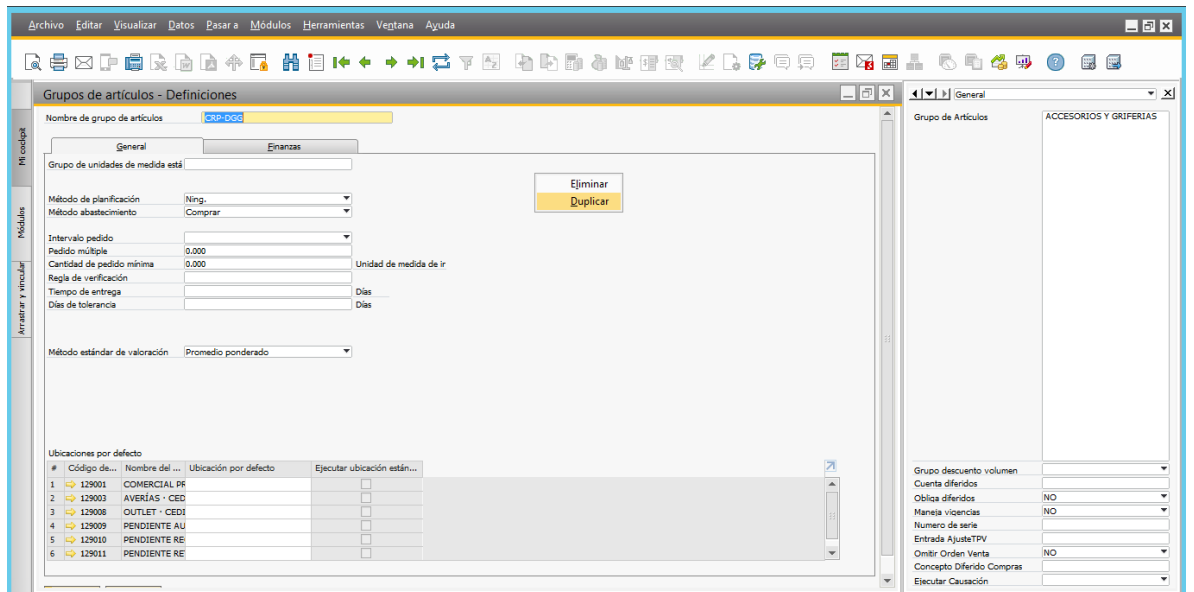 Archivo Editar Visualizar Datos Pasar a Módulos Herramientas Ventana Ayuda
Grupos de artículos - Definiciones
Nombre de grupo de artículos CRP-DGG
General Finanzas
Grupo de unidades de medida está
Eliminar
Duplicar
Método de planificación Ning.
Método abastecimiento Comprar
Intervalo pedido
Pedido múltiple 0.000
Cantidad de pedido mínima 0.000 Unidad de medida de ir
Regla de verificación
Tiempo de entrega Días
Días de tolerancia Días
Método estándar de valoración Promedio ponderado
Ubicaciones por defecto
# Código de... Nombre del ... Ubicación por defecto Ejecutar ubicación están...
1 129001 COMERCIAL PR
2 129003 AVERÍAS · CED
3 129008 OUTLET · CEDI
4 129009 PENDIENTE AU
5 129010 PENDIENTE RE
6 129011 PENDIENTE RE
Mi cockpit
Módulos
Arrastrar y vincular
General
Grupo de Artículos ACCESORIOS Y GRIFERIAS
Grupo descuento volumen
Cuenta diferidos
Obliga diferidos NO
Maneja vigencias NO
Numero de serie
Entrada AjusteTPV
Omitir Orden Venta NO
Concepto Diferido Compras
Ejecutar Causación